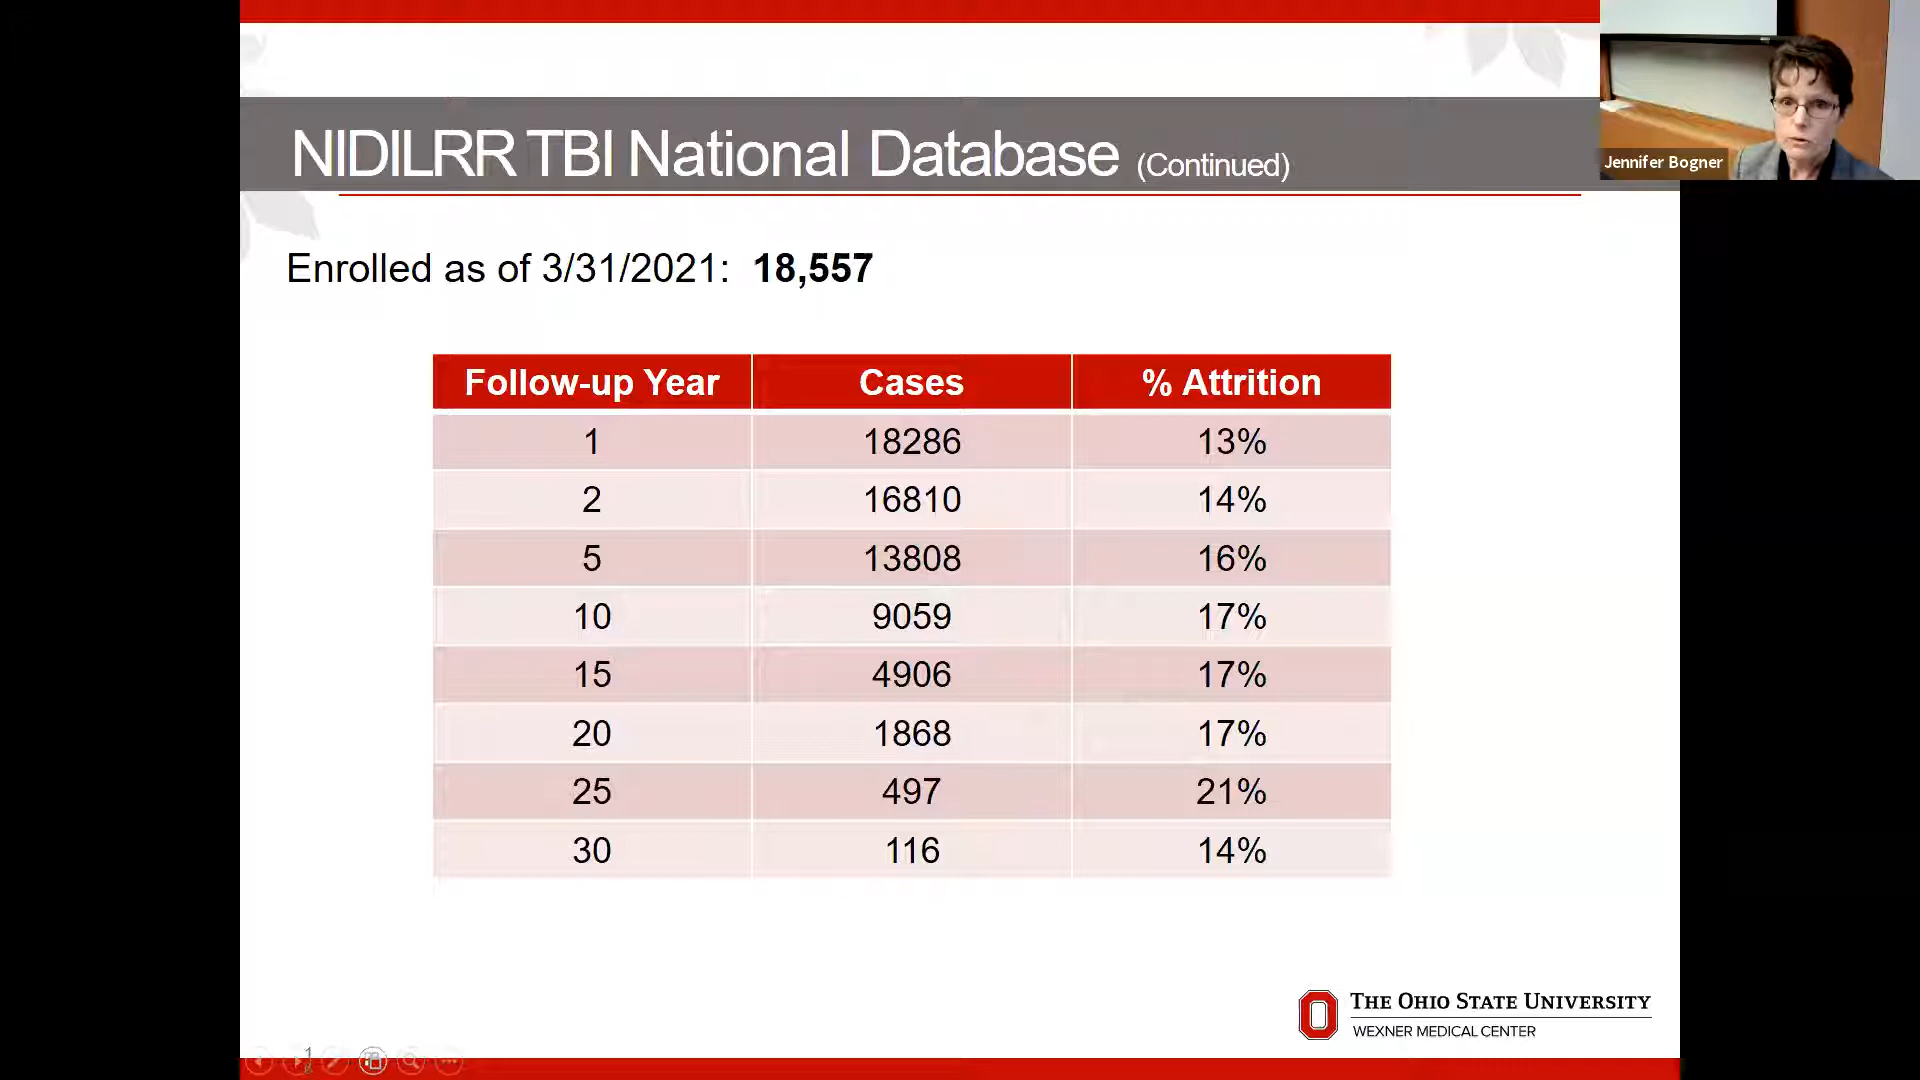 NIDILRR TBI National Database (Continued)
Jennifer Bogner
Enrolled as of 3/31/2021: 18,557
Follow-up Year Cases % Attrition
1 18286 13%
2 16810 14%
5 13808 16%
10 9059 17%
15 4906 17%
20 1868 17%
25 497 21%
30 116 14%
THE OHIO STATE UNIVERSITY
WEXNER MEDICAL CENTER